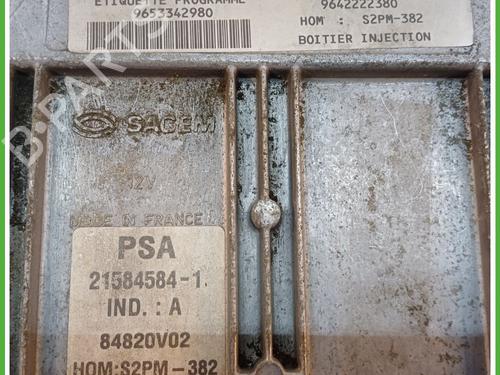 ETIQUETTE PROGRAMME
9653342980
9642222380
HOM : S2PM-382
BOITIER INJECTION
SAGEM
12V
MADE IN FRANCE
PSA
21584584-1.
IND. : A
84820V02
HOM:S2PM-382
B-PARTS